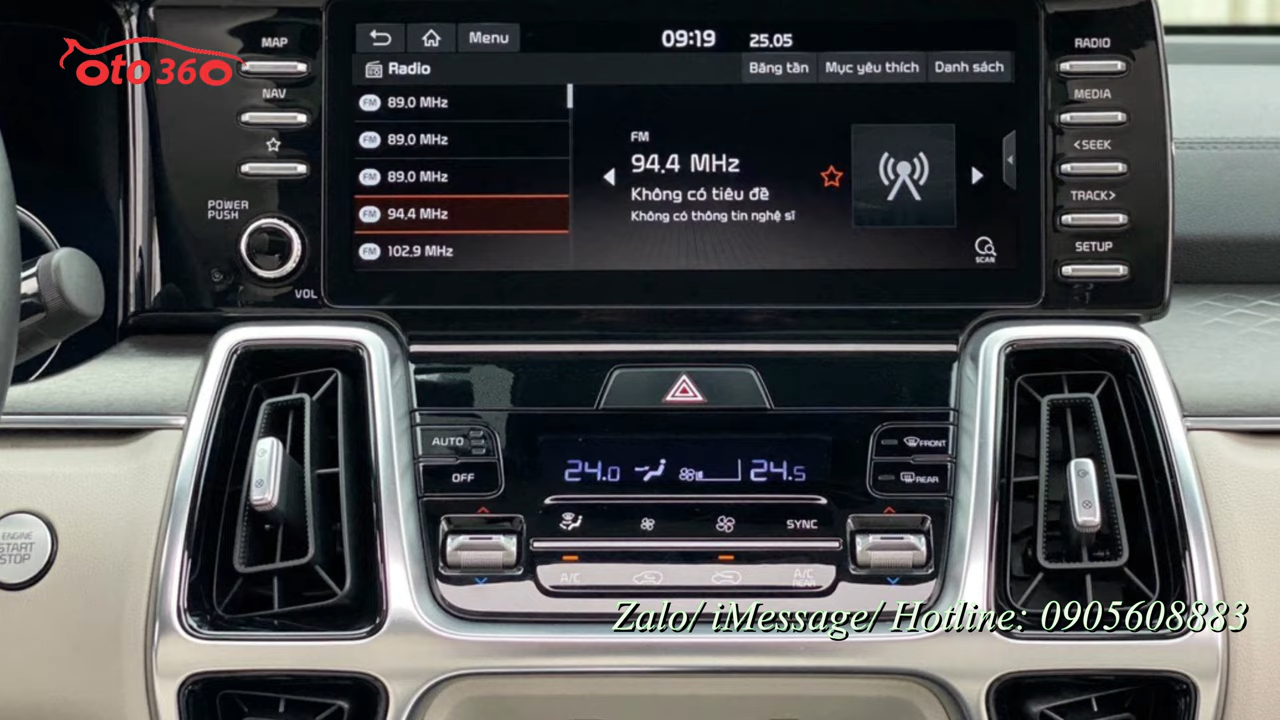 oto360
MAP
NAV
POWER
PUSH
VOL
Menu
09:19
25.05
Radio
Băng tần
Mục yêu thích
Danh sách
FM 89.0 MHz
FM 89.0 MHz
FM 89.0 MHz
FM 94.4 MHz
FM 102.9 MHz
FM
94.4 MHz
Không có tiêu đề
Không có thông tin nghệ sĩ
SCAN
RADIO
MEDIA
<SEEK
TRACK>
SETUP
AUTO
OFF
24.0
24.5
FRONT
REAR
SYNC
A/C
A/C
REAR
ENGINE
START
STOP
Zalo/ iMessage/ Hotline: 0905608883